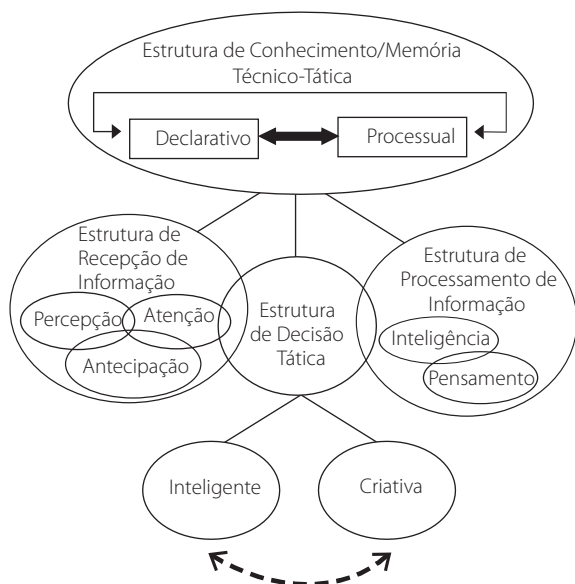 Estrutura de Conhecimento/Memória
Técnico-Tática
Declarativo
Processual
Estrutura de
Recepção de
Informação
Percepção
Atenção
Antecipação
Estrutura
de Decisão
Tática
Estrutura de
Processamento de
Informação
Inteligência
Pensamento
Inteligente
Criativa